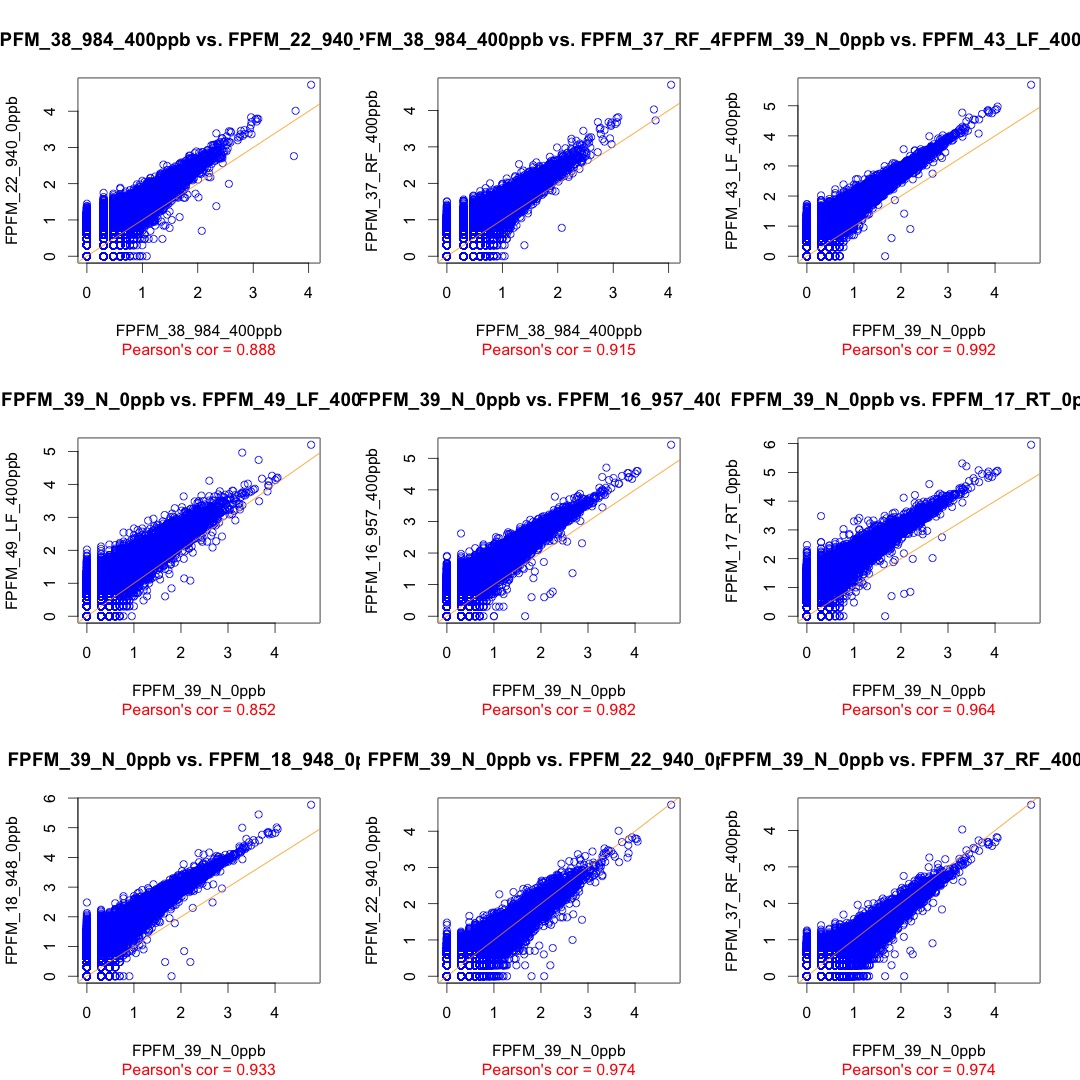 PFM_38_984_400ppb vs. FPFM_22_940_
PFM_38_984_400ppb vs. FPFM_37_RF_4
FPFM_39_N_0ppb vs. FPFM_43_LF_400
FPFM_22_940_0ppb
4
3
2
1
0
0 1 2 3 4
FPFM_38_984_400ppb
Pearson's cor = 0.888
FPFM_37_RF_400ppb
4
3
2
1
0
0 1 2 3 4
FPFM_38_984_400ppb
Pearson's cor = 0.915
FPFM_43_LF_400ppb
5
4
3
2
1
0
0 1 2 3 4
FPFM_39_N_0ppb
Pearson's cor = 0.992
FPFM_39_N_0ppb vs. FPFM_49_LF_400
FPFM_39_N_0ppb vs. FPFM_16_957_400
FPFM_39_N_0ppb vs. FPFM_17_RT_0p
FPFM_49_LF_400ppb
5
4
3
2
1
0
0 1 2 3 4
FPFM_39_N_0ppb
Pearson's cor = 0.852
FPFM_16_957_400ppb
5
4
3
2
1
0
0 1 2 3 4
FPFM_39_N_0ppb
Pearson's cor = 0.982
FPFM_17_RT_0ppb
6
5
4
3
2
1
0
0 1 2 3 4
FPFM_39_N_0ppb
Pearson's cor = 0.964
FPFM_39_N_0ppb vs. FPFM_18_948_0p
FPFM_39_N_0ppb vs. FPFM_22_940_0p
FPFM_39_N_0ppb vs. FPFM_37_RF_400
FPFM_18_948_0ppb
6
5
4
3
2
1
0
0 1 2 3 4
FPFM_39_N_0ppb
Pearson's cor = 0.933
FPFM_22_940_0ppb
4
3
2
1
0
0 1 2 3 4
FPFM_39_N_0ppb
Pearson's cor = 0.974
FPFM_37_RF_400ppb
4
3
2
1
0
0 1 2 3 4
FPFM_39_N_0ppb
Pearson's cor = 0.974